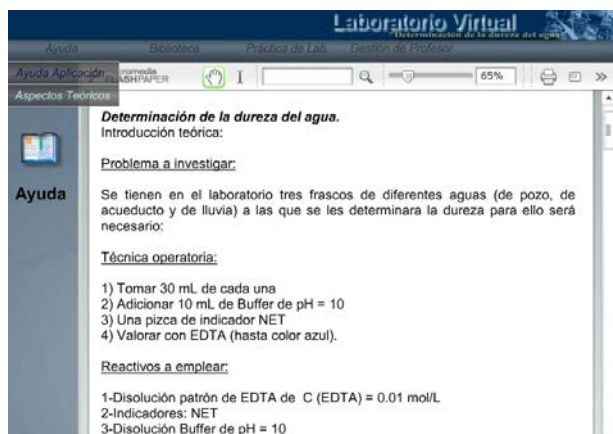 Laboratorio Virtual
Determinación de la dureza del agua
Ayuda Biblioteca Práctica de Lab. Gestión de Profesor
Ayuda Aplicación
FLASHPAPER
65%
Aspectos Teóricos
Ayuda
Determinación de la dureza del agua.
Introducción teórica:
Problema a investigar:
Se tienen en el laboratorio tres frascos de diferentes aguas (de pozo, de
acueducto y de lluvia) a las que se les determinara la dureza para ello será
necesario:
Técnica operatoria:
1) Tomar 30 mL de cada una
2) Adicionar 10 mL de Buffer de pH = 10
3) Una pizca de indicador NET
4) Valorar con EDTA (hasta color azul).
Reactivos a emplear:
1-Disolución patrón de EDTA de C (EDTA) = 0.01 mol/L
2-Indicadores: NET
3-Disolución Buffer de pH = 10